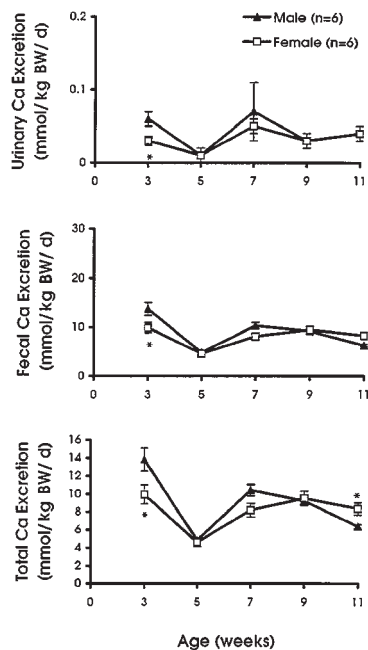 Male (n=6)
Female (n=6)
Urinary Ca Excretion
(mmol/ kg BW/ d)
0.2
0.1
0
*
0 3 5 7 9 11
Fecal Ca Excretion
(mmol/ kg BW/ d)
30
20
10
0
*
0 3 5 7 9 11
Total Ca Excretion
(mmol/ kg BW/ d)
16
14
12
10
8
6
4
2
0
*
*
0 3 5 7 9 11
Age (weeks)